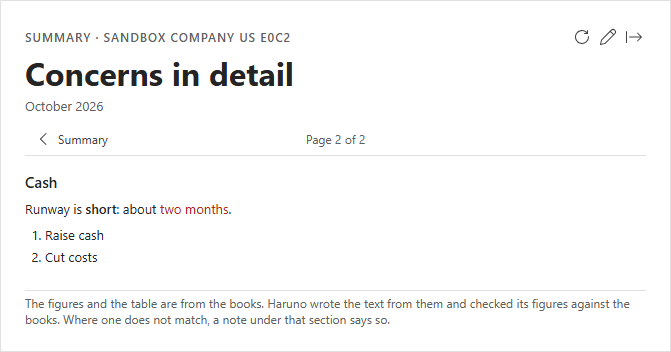 SUMMARY · SANDBOX COMPANY US E0C2
Concerns in detail
October 2026
Summary
Page 2 of 2
Cash
Runway is short: about two months.
1. Raise cash
2. Cut costs
The figures and the table are from the books. Haruno wrote the text from them and checked its figures against the
books. Where one does not match, a note under that section says so.